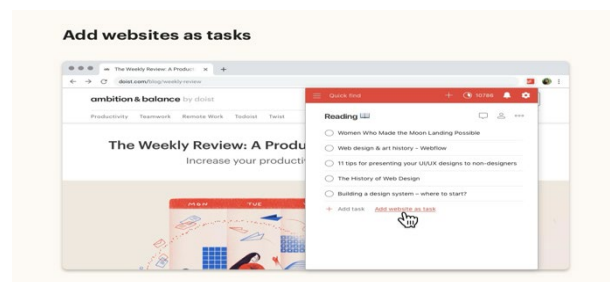 Add websites as tasks
The Weekly Review: A Produc
doist.com/blog/weekly-review
ambition & balance by doist
Productivity Teamwork Remote Work Todoist Twist
The Weekly Review: A Produ
Increase your productiv
MON TUE
Quick find
10786
Reading
Women Who Made the Moon Landing Possible
Web design & art history – Webflow
11 tips for presenting your UI/UX designs to non-designers
The History of Web Design
Building a design system – where to start?
+ Add task Add website as task